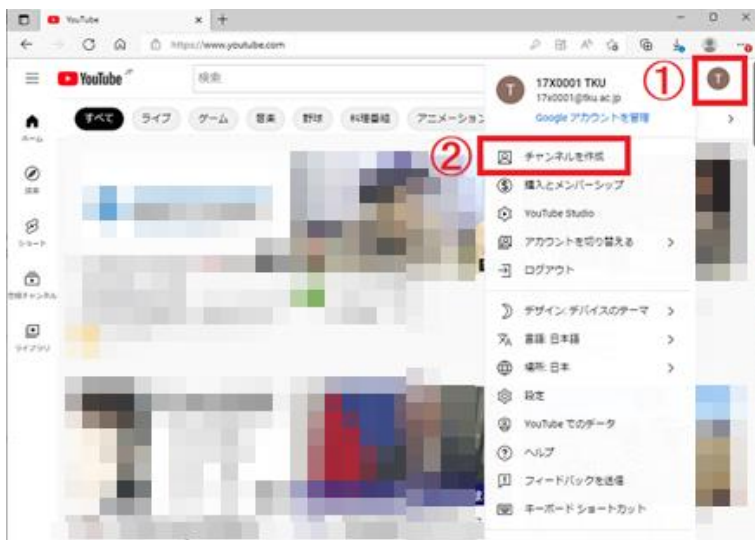 YouTube
https://www.youtube.com
①
YouTube JP
検索
17X0001 TKU
17x0001@tku.ac.jp
Google アカウントを管理
T
T
すべて
ライブ
ゲーム
音楽
野球
料理番組
アニメーション
②
チャンネルを作成
購入とメンバーシップ
YouTube Studio
アカウントを切り替える
ログアウト
デザイン: デバイスのテーマ
言語: 日本語
場所: 日本
設定
YouTube でのデータ
ヘルプ
フィードバックを送信
キーボード ショートカット
ホーム
探索
ショート
登録チャンネル
ライブラリ